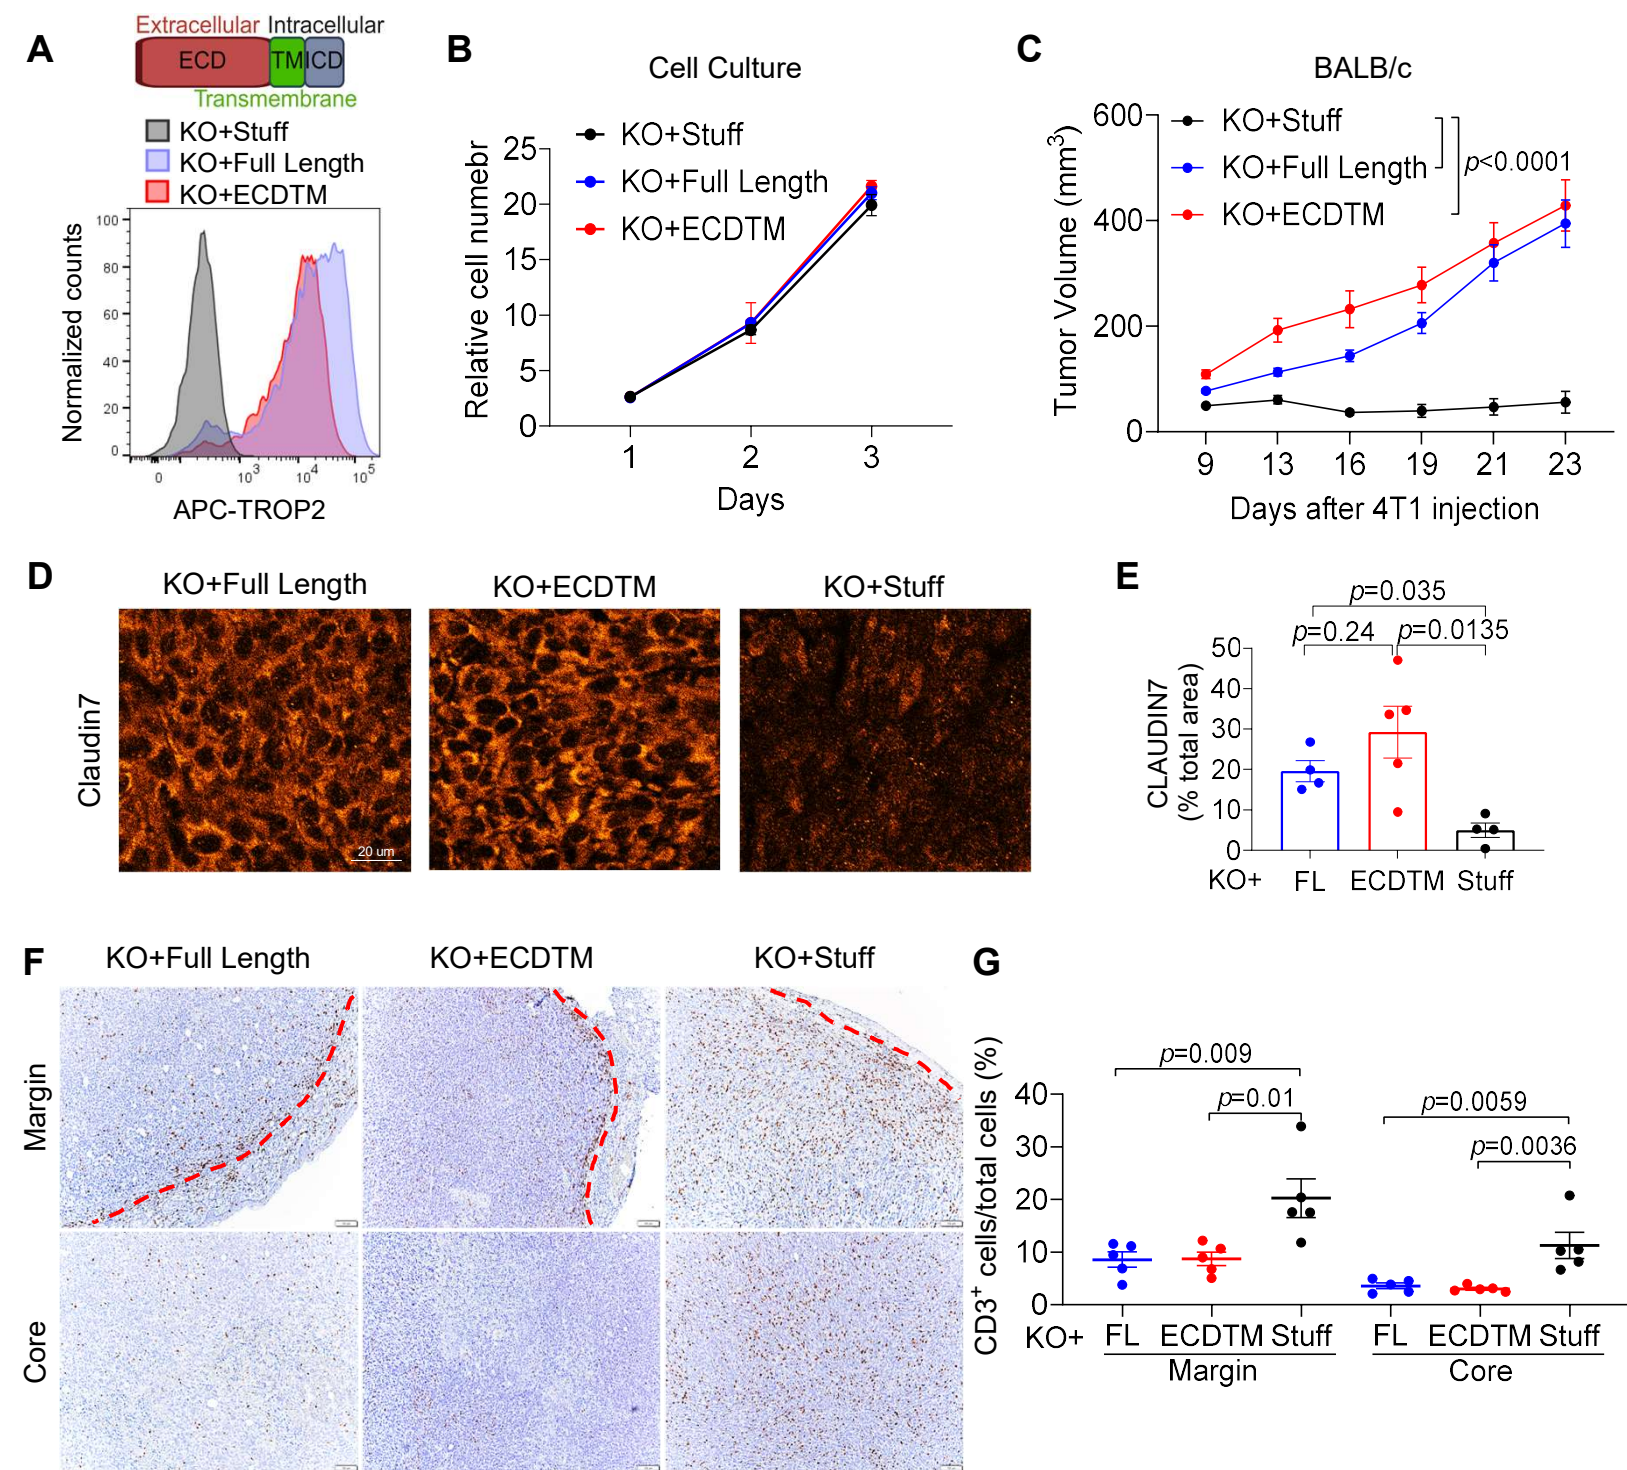 A
Extracellular Intracellular
ECD TM ICD
Transmembrane
KO+Stuff
KO+Full Length
KO+ECDTM
Normalized counts
100
80
60
40
20
0
0 10³ 10⁴ 10⁵
APC-TROP2
B
Cell Culture
KO+Stuff
KO+Full Length
KO+ECDTM
Relative cell numebr
25
20
15
10
5
0
1 2 3
Days
C
BALB/c
KO+Stuff
KO+Full Length
KO+ECDTM
p<0.0001
Tumor Volume (mm³)
600
400
200
0
9 13 16 19 21 23
Days after 4T1 injection
D
KO+Full Length KO+ECDTM KO+Stuff
Claudin7
20 um
E
p=0.035
p=0.24 p=0.0135
CLAUDIN7
(% total area)
50
40
30
20
10
0
KO+ FL ECDTM Stuff
F
KO+Full Length KO+ECDTM KO+Stuff
Margin
Core
G
p=0.009
p=0.01
p=0.0059
p=0.0036
CD3⁺ cells/total cells (%)
40
30
20
10
0
KO+ FL ECDTM Stuff FL ECDTM Stuff
Margin Core